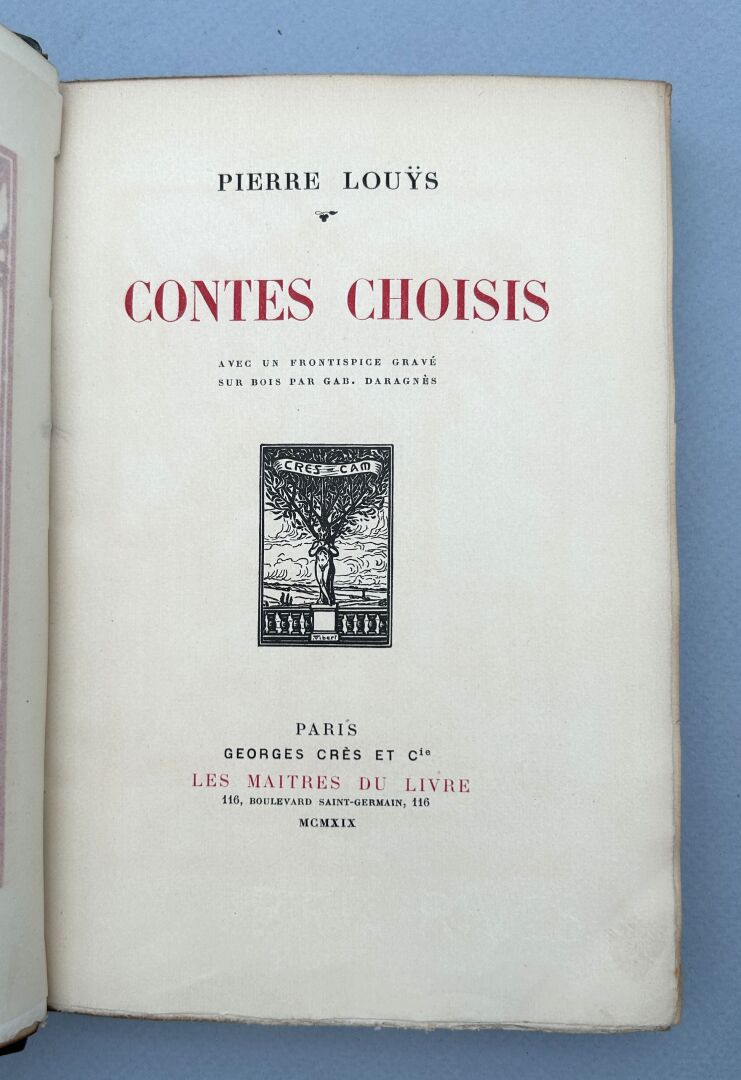 PIERRE LOUŸS
CONTES CHOISIS
AVEC UN FRONTISPICE GRAVÉ
SUR BOIS PAR GAB. DARAGNÈS
CRES CAM
Vibert
PARIS
GEORGES CRÈS ET Cie
LES MAITRES DU LIVRE
116, BOULEVARD SAINT-GERMAIN, 116
MCMXIX